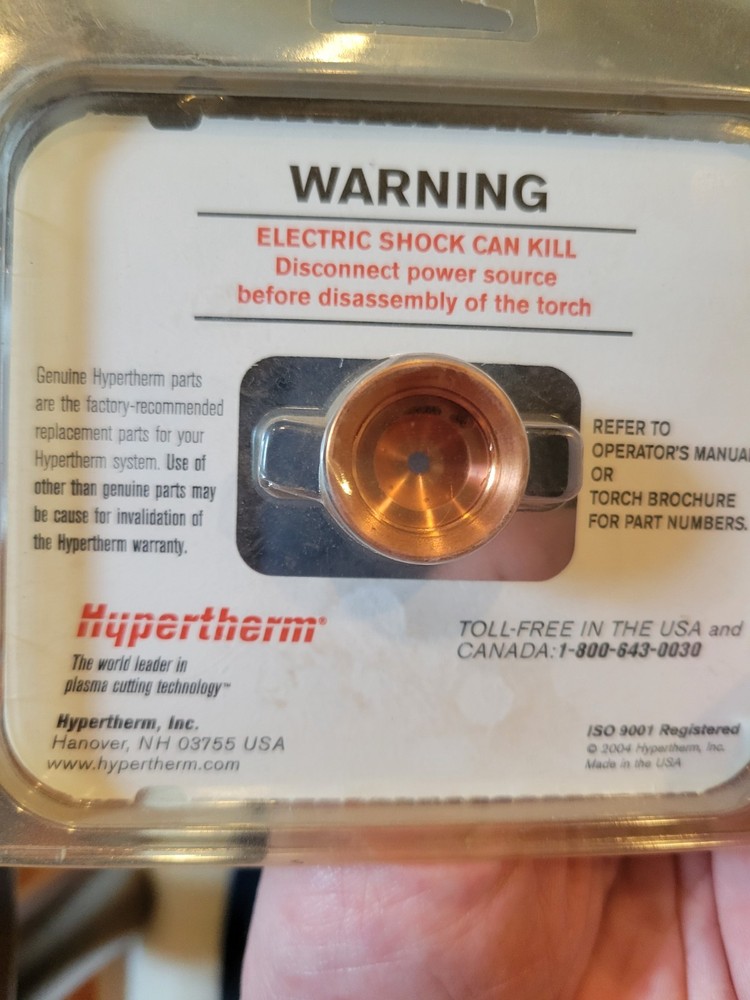 WARNING
ELECTRIC SHOCK CAN KILL
Disconnect power source
before disassembly of the torch
Genuine Hypertherm parts
are the factory-recommended
replacement parts for your
Hypertherm system. Use of
other than genuine parts may
be cause for invalidation of
the Hypertherm warranty.
REFER TO
OPERATOR'S MANUAL
OR
TORCH BROCHURE
FOR PART NUMBERS.
Hypertherm®
The world leader in
plasma cutting technology™
TOLL-FREE IN THE USA and
CANADA:1-800-643-0030
Hypertherm, Inc.
Hanover, NH 03755 USA
www.hypertherm.com
ISO 9001 Registered
© 2004 Hypertherm, Inc.
Made in the USA